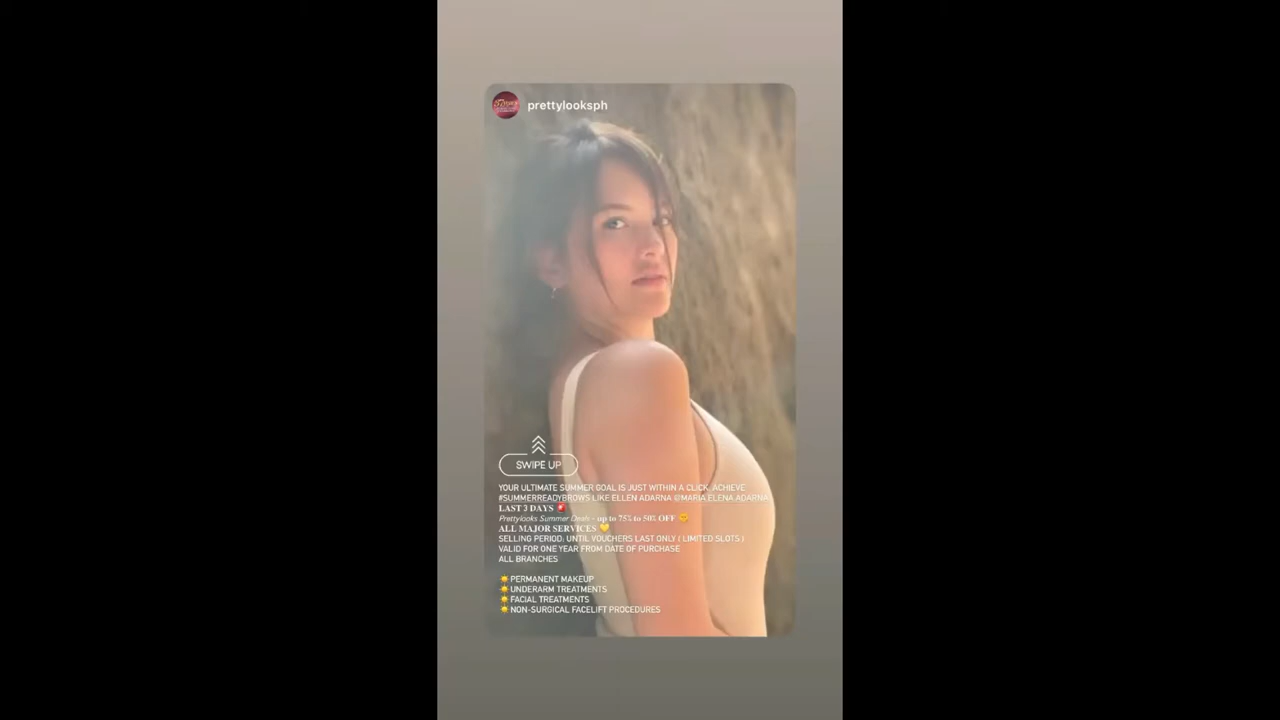 prettylooksph
SWIPE UP
YOUR ULTIMATE SUMMER GOAL IS JUST WITHIN A CLICK. ACHIEVE
#SUMMERREADYBROWS LIKE ELLEN ADARNA @MARIA.ELENA.ADARNA
LAST 3 DAYS 🚨
Prettylooks Summer Deals - up to 75% to 50% OFF 🌞
ALL MAJOR SERVICES 💛
SELLING PERIOD: UNTIL VOUCHERS LAST ONLY ( LIMITED SLOTS )
VALID FOR ONE YEAR FROM DATE OF PURCHASE
ALL BRANCHES
☀️ PERMANENT MAKEUP
☀️ UNDERARM TREATMENTS
☀️ FACIAL TREATMENTS
☀️ NON-SURGICAL FACELIFT PROCEDURES